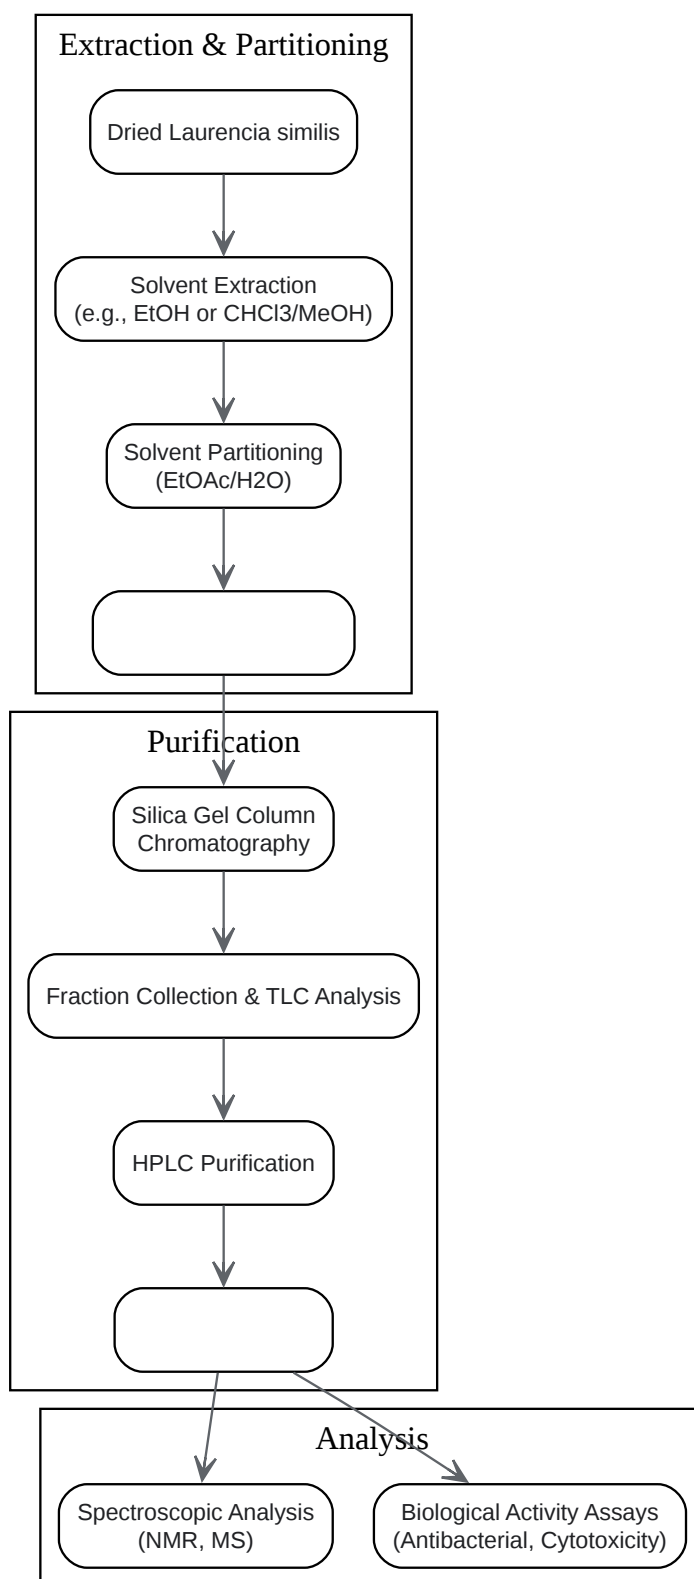 Extraction & Partitioning
Dried Laurencia similis
Solvent Extraction
(e.g., EtOH or CHCl3/MeOH)
Solvent Partitioning
(EtOAc/H2O)
Purification
Silica Gel Column
Chromatography
Fraction Collection & TLC Analysis
HPLC Purification
Analysis
Spectroscopic Analysis
(NMR, MS)
Biological Activity Assays
(Antibacterial, Cytotoxicity)